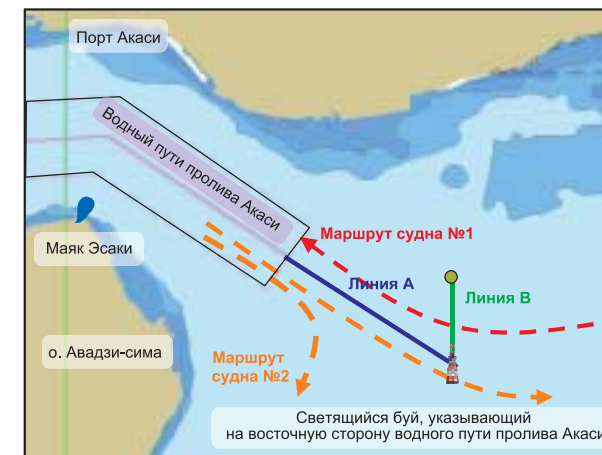 Порт Акаси
Водный пути пролива Акаси
Маяк Эсаки
Маршрут судна №1
Линия А
Линия В
о. Авадзи-сима
Маршрут
судна №2
Светящийся буй, указывающий
на восточную сторону водного пути пролива Акаси